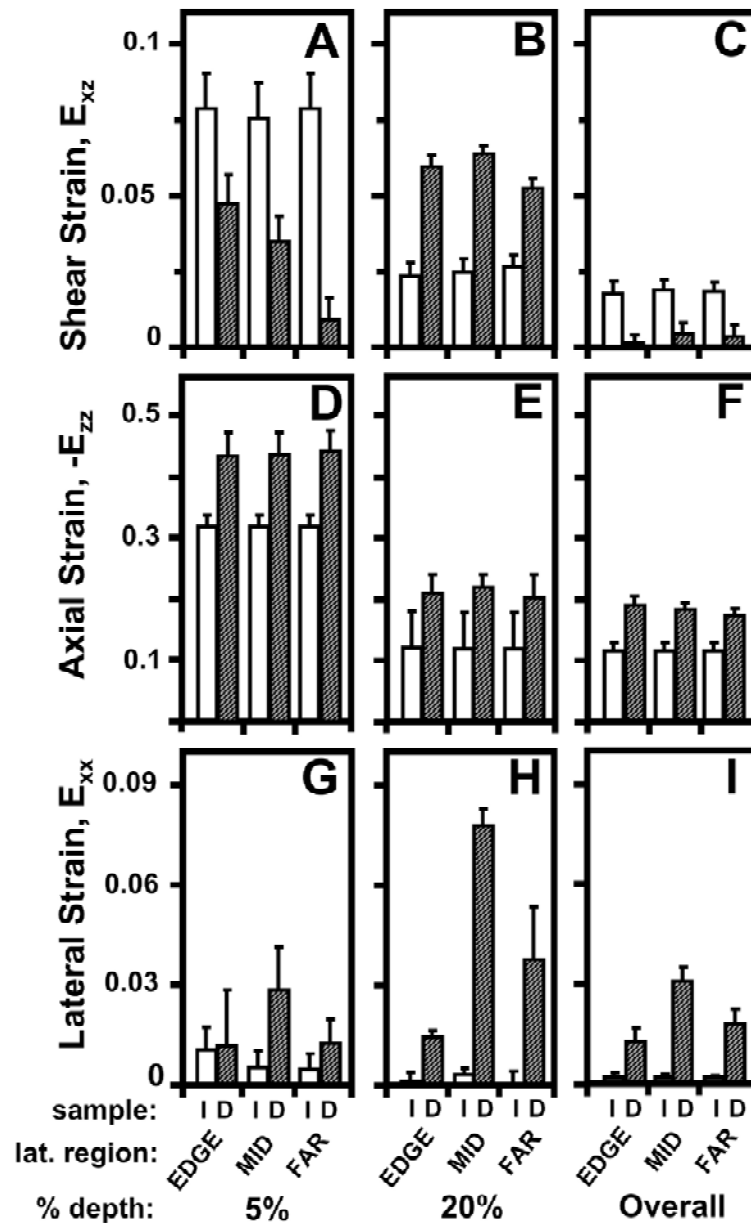 A B C
Shear Strain, Exz
0.1
0.05
0
D E F
Axial Strain, -Ezz
0.5
0.3
0.1
G H I
Lateral Strain, Exx
0.09
0.06
0.03
0
sample: I D I D I D I D I D I D I D I D I D
lat. region: EDGE MID FAR EDGE MID FAR EDGE MID FAR
% depth: 5% 20% Overall